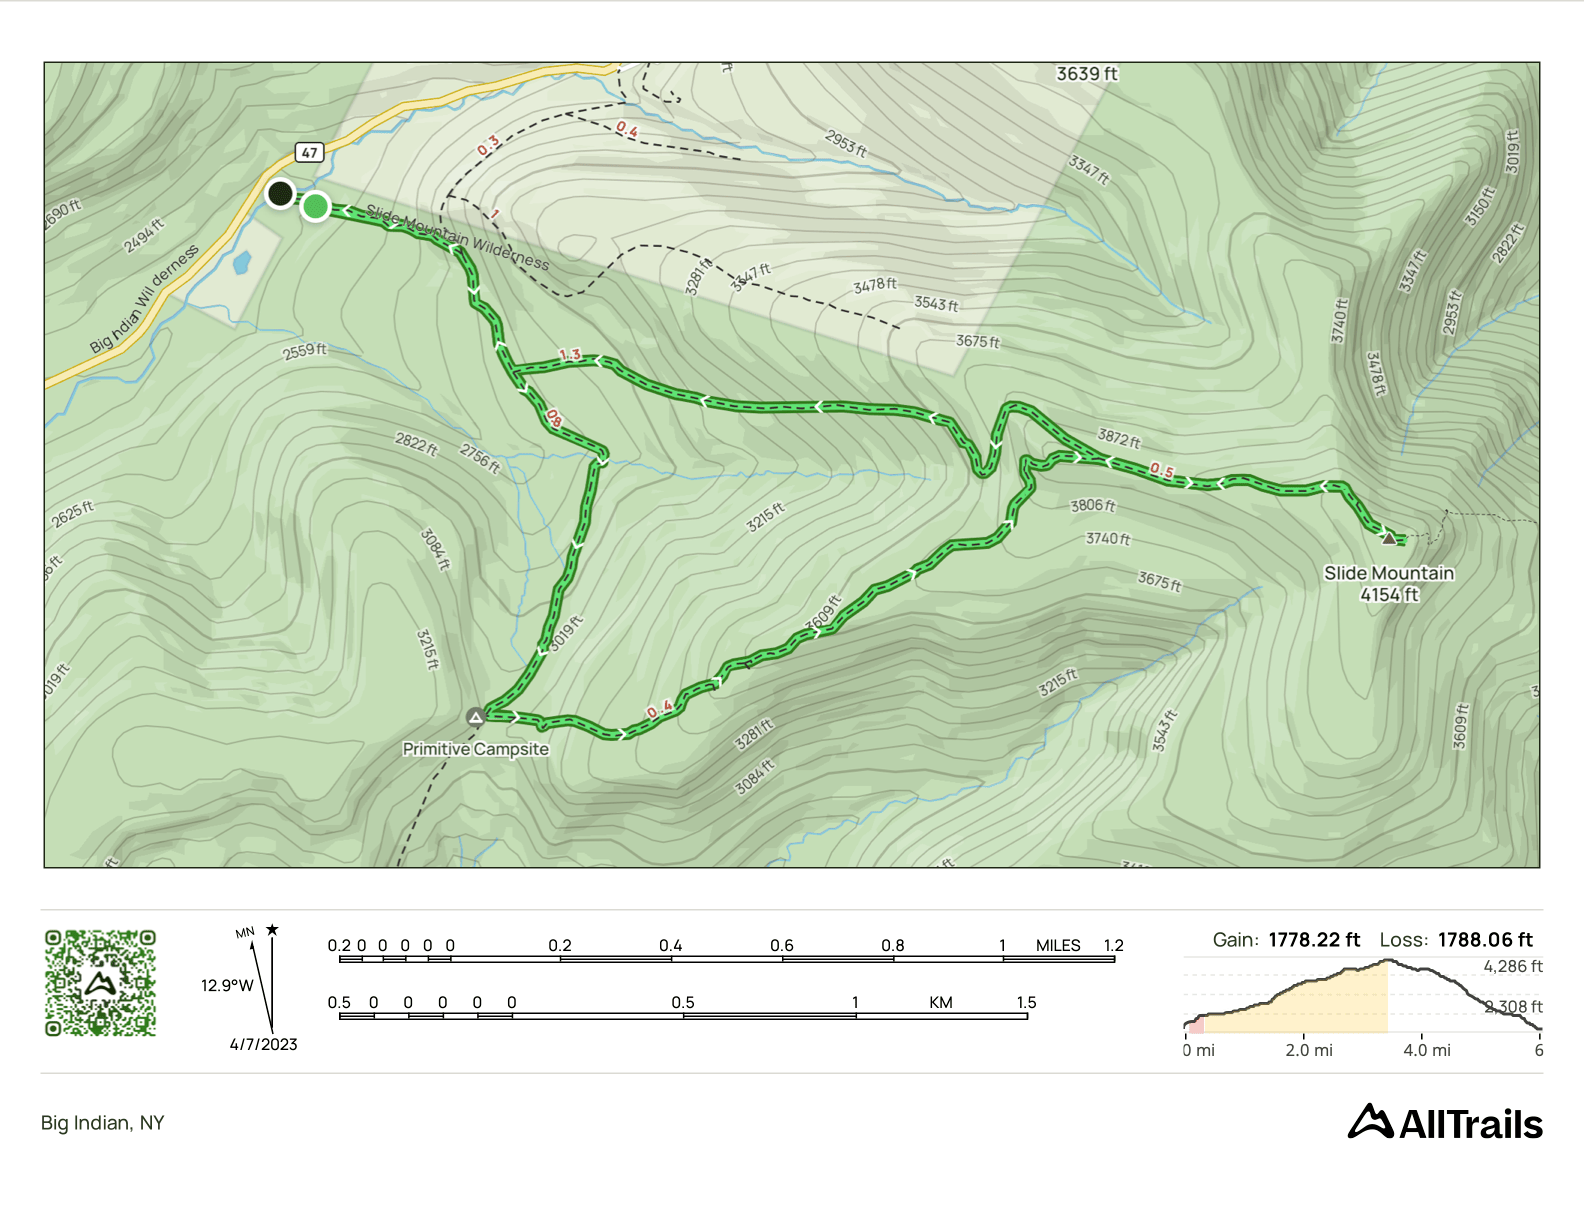 3639 ft
ft
47
0.3
0.4
2953 ft
3019 ft
3347 ft
2690 ft
2494 ft
Slide Mountain Wilderness
1
3150 ft
2822 ft
Big Indian Wilderness
3281 ft
3347 ft
3478 ft
3543 ft
3347 ft
2953 ft
3740 ft
2559 ft
1.3
3675 ft
3478 ft
0.8
2822 ft
2756 ft
3872 ft
0.5
2625 ft
3215 ft
3806 ft
3084 ft
3740 ft
Slide Mountain
4154 ft
3675 ft
3609 ft
3019 ft
3215 ft
3019 ft
3215 ft
0.4
3281 ft
3543 ft
3609 ft
Primitive Campsite
3084 ft
ft
ft
MN
12.9°W
4/7/2023
0.2 0 0 0 0 0 0.2 0.4 0.6 0.8 1 MILES 1.2
0.5 0 0 0 0 0 0.5 1 KM 1.5
Gain: 1778.22 ft Loss: 1788.06 ft
4,286 ft
2,308 ft
0 mi 2.0 mi 4.0 mi 6
Big Indian, NY
AllTrails